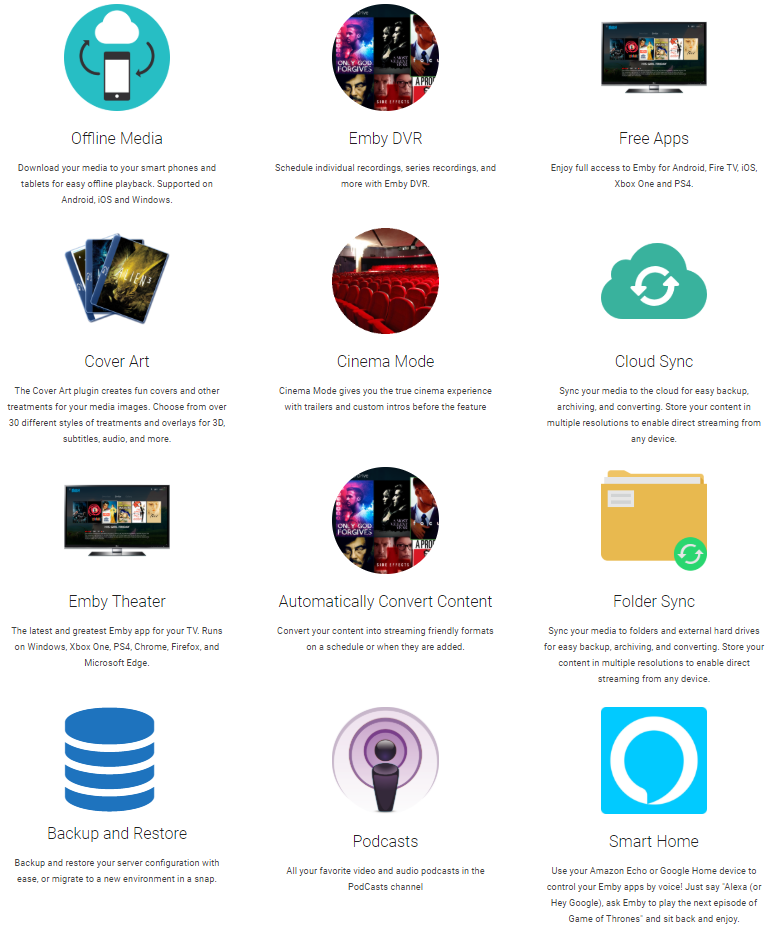 ONLY GOD
FORGIVES
Offline Media
Emby DVR
Free Apps
Download your media to your smart phones and
tablets for easy offline playback. Supported on
Android, iOS and Windows.
Schedule individual recordings, series recordings, and
more with Emby DVR.
Enjoy full access to Emby for Android, Fire TV, iOS,
Xbox One and PS4.
ALIEN³
Cover Art
Cinema Mode
Cloud Sync
The Cover Art plugin creates fun covers and other
treatments for your media images. Choose from over
30 different styles of treatments and overlays for 3D,
subtitles, audio, and more.
Cinema Mode gives you the true cinema experience
with trailers and custom intros before the feature
Sync your media to the cloud for easy backup,
archiving, and converting. Store your content in
multiple resolutions to enable direct streaming from
any device.
ONLY GOD
FORGIVES
Emby Theater
Automatically Convert Content
Folder Sync
The latest and greatest Emby app for your TV. Runs
on Windows, Xbox One, PS4, Chrome, Firefox, and
Microsoft Edge.
Convert your content into streaming friendly formats
on a schedule or when they are added.
Sync your media to folders and external hard drives
for easy backup, archiving, and converting. Store your
content in multiple resolutions to enable direct
streaming from any device.
Backup and Restore
Podcasts
Smart Home
Backup and restore your server configuration with
ease, or migrate to a new environment in a snap.
All your favorite video and audio podcasts in the
PodCasts channel
Use your Amazon Echo or Google Home device to
control your Emby apps by voice! Just say "Alexa (or
Hey Google), ask Emby to play the next episode of
Game of Thrones" and sit back and enjoy.